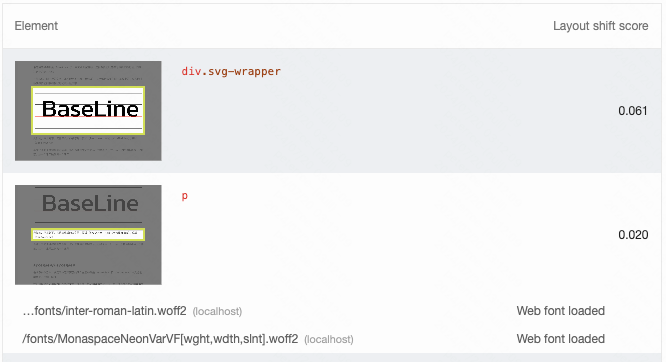 Element Layout shift score
BaseLine
div.svg-wrapper
0.061
BaseLine
p
0.020
…fonts/inter-roman-latin.woff2 (localhost) Web font loaded
/fonts/MonaspaceNeonVarVF[wght,wdth,slnt].woff2 (localhost) Web font loaded